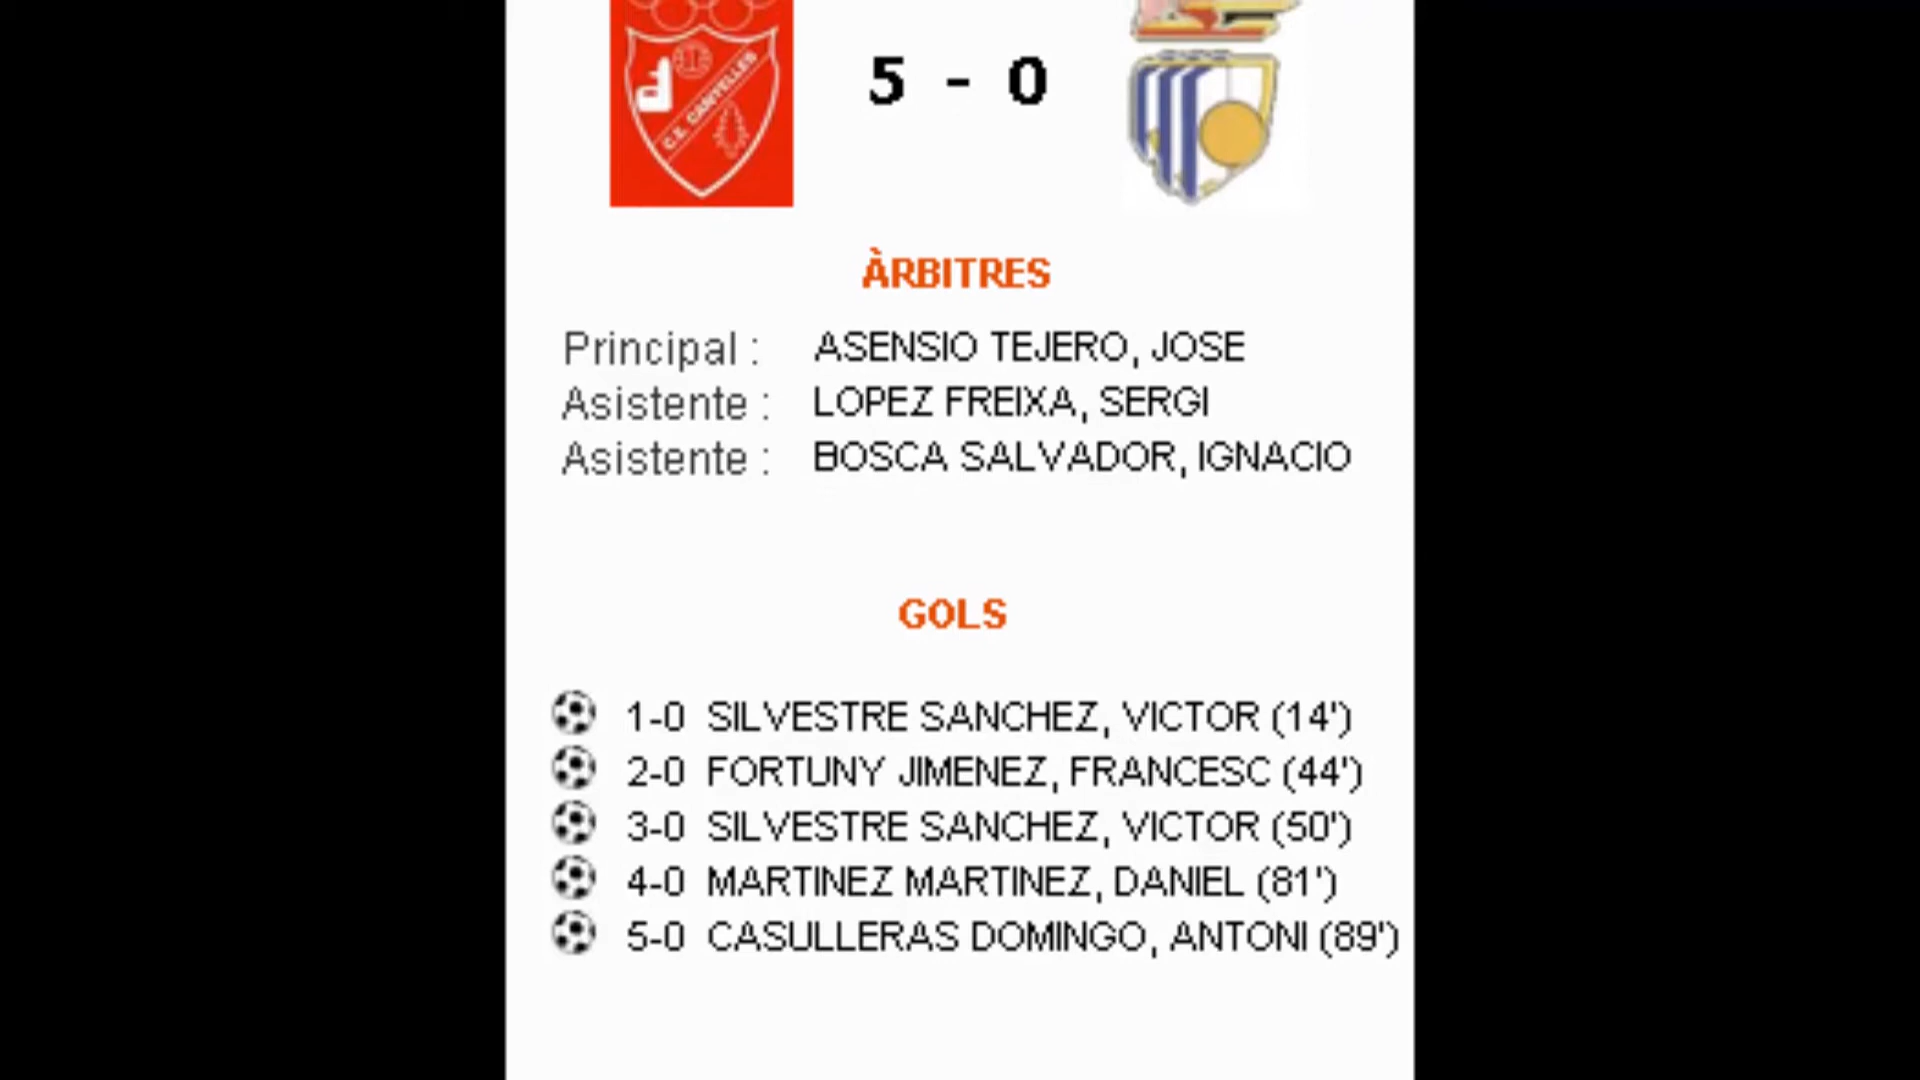 C.E. CANYELLES
5 - 0
ÀRBITRES
Principal : ASENSIO TEJERO, JOSE
Asistente : LOPEZ FREIXA, SERGI
Asistente : BOSCA SALVADOR, IGNACIO
GOLS
1-0 SILVESTRE SANCHEZ, VICTOR (14')
2-0 FORTUNY JIMENEZ, FRANCESC (44')
3-0 SILVESTRE SANCHEZ, VICTOR (50')
4-0 MARTINEZ MARTINEZ, DANIEL (81')
5-0 CASULLERAS DOMINGO, ANTONI (89')